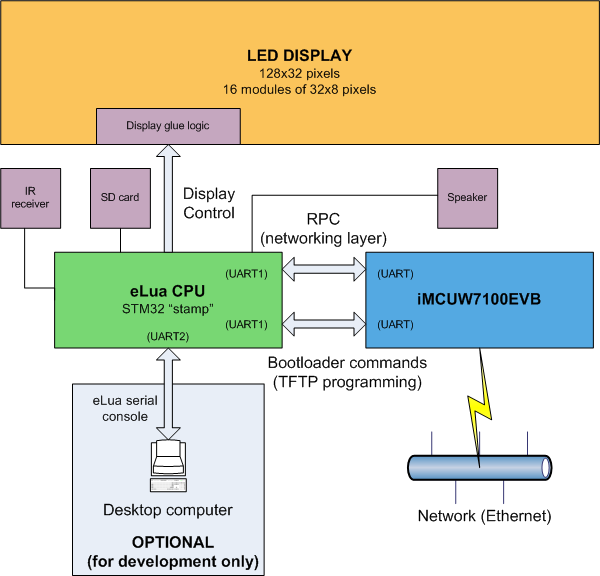 LED DISPLAY
128x32 pixels
16 modules of 32x8 pixels
Display glue logic
IR
receiver
SD card
Display
Control
Speaker
RPC
(networking layer)
(UART1)
(UART)
eLua CPU
STM32 “stamp”
iMCUW7100EVB
(UART1)
(UART)
(UART2)
Bootloader commands
(TFTP programming)
eLua serial
console
Desktop computer
OPTIONAL
(for development only)
Network (Ethernet)